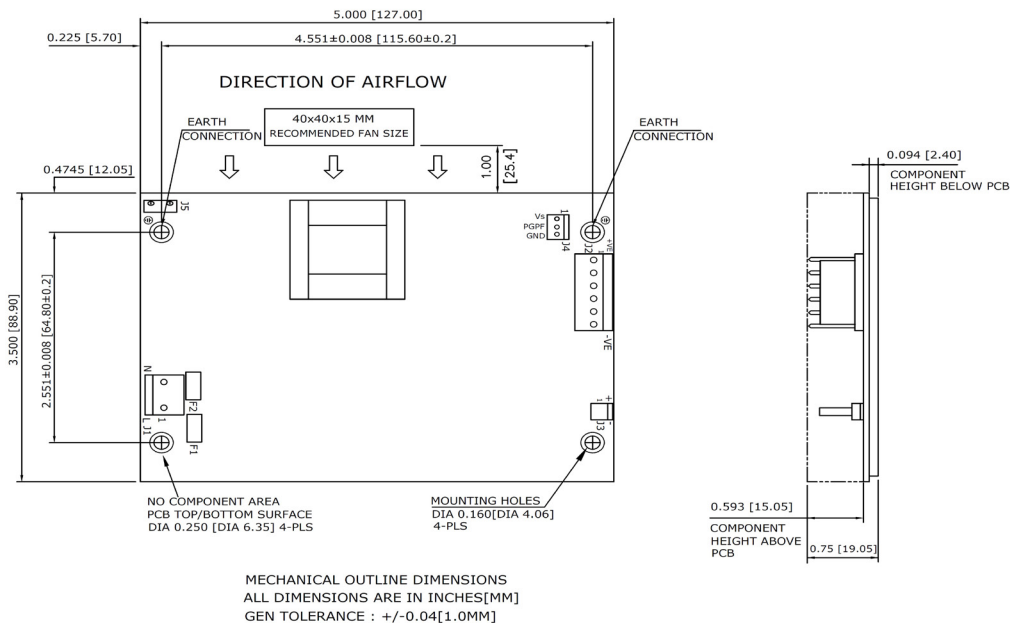 5.000 [127.00]
0.225 [5.70]
4.551±0.008 [115.60±0.2]
DIRECTION OF AIRFLOW
40x40x15 MM
RECOMMENDED FAN SIZE
EARTH
CONNECTION
EARTH
CONNECTION
1.00
[25.4]
0.4745 [12.05]
0.094 [2.40]
COMPONENT
HEIGHT BELOW PCB
J5
Vs
PGPF
GND
1
J4
J2
1
+VE
-VE
3.500 [88.90]
2.551±0.008 [64.80±0.2]
N
L
J1
1
F2
F1
+
1
-
J3
NO COMPONENT AREA
PCB TOP/BOTTOM SURFACE
DIA 0.250 [DIA 6.35] 4-PLS
MOUNTING HOLES
DIA 0.160[DIA 4.06]
4-PLS
0.593 [15.05]
COMPONENT
HEIGHT ABOVE
PCB
0.75 [19.05]
MECHANICAL OUTLINE DIMENSIONS
ALL DIMENSIONS ARE IN INCHES[MM]
GEN TOLERANCE : +/-0.04[1.0MM]